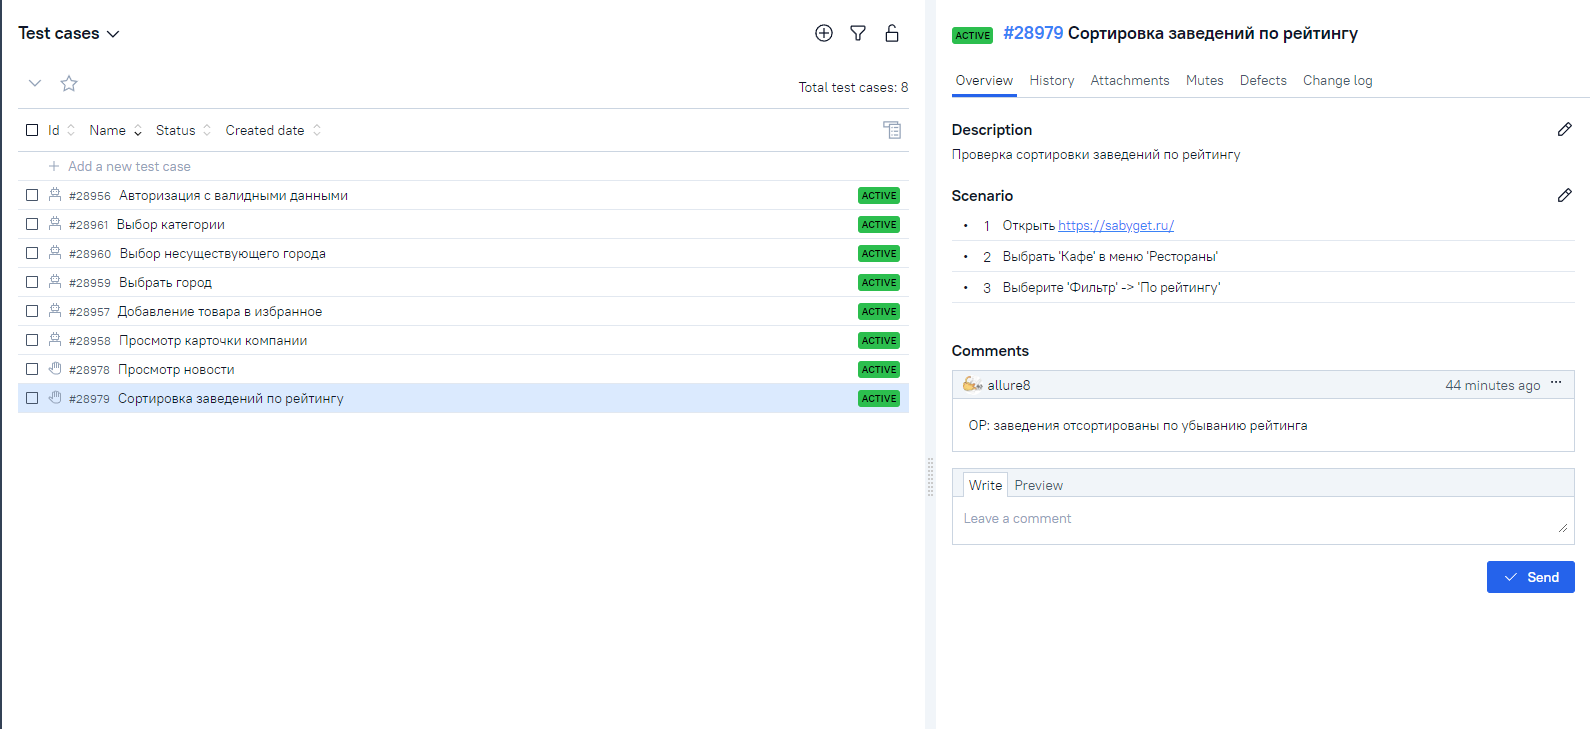 Test cases
Total test cases: 8
Id Name Status Created date
Add a new test case
#28956 Авторизация с валидными данными ACTIVE
#28961 Выбор категории ACTIVE
#28960 Выбор несуществующего города ACTIVE
#28959 Выбрать город ACTIVE
#28957 Добавление товара в избранное ACTIVE
#28958 Просмотр карточки компании ACTIVE
#28978 Просмотр новости ACTIVE
#28979 Сортировка заведений по рейтингу ACTIVE
ACTIVE #28979 Сортировка заведений по рейтингу
Overview History Attachments Mutes Defects Change log
Description
Проверка сортировки заведений по рейтингу
Scenario
• 1 Открыть https://sabyget.ru/
• 2 Выбрать 'Кафе' в меню 'Рестораны'
• 3 Выберите 'Фильтр' -> 'По рейтингу'
Comments
allure8 44 minutes ago ...
ОР: заведения отсортированы по убыванию рейтинга
Write Preview
Leave a comment
Send